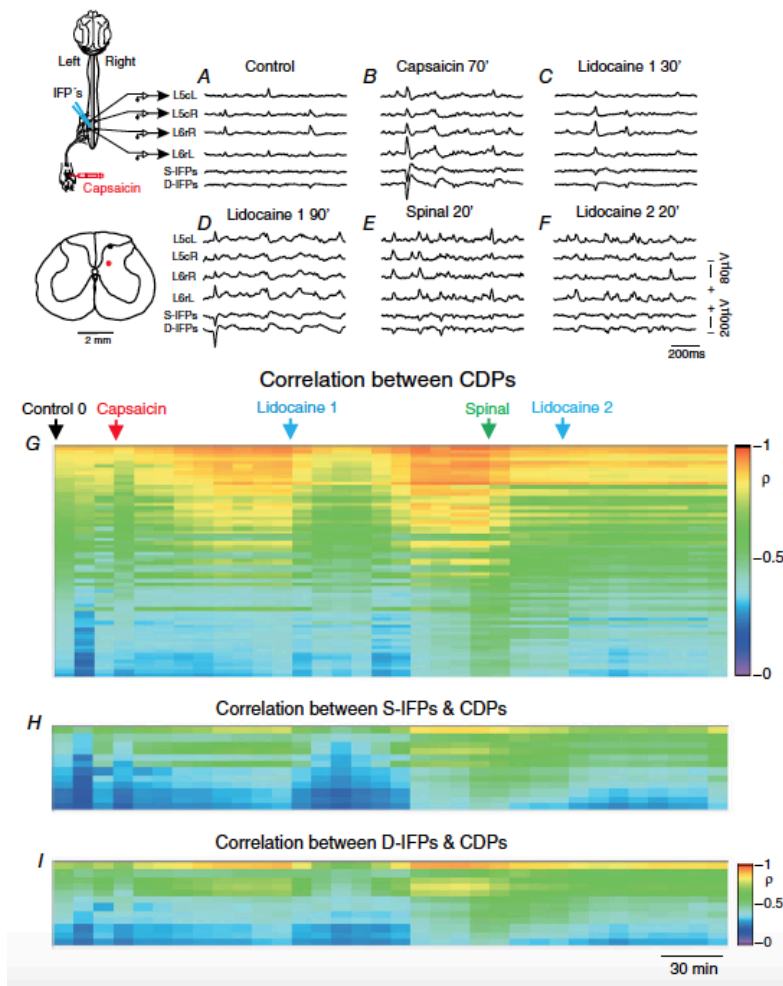 Left Right
IFP´s
Capsaicin
2 mm
A Control
L5cL
L5cR
L6rR
L6rL
S-IFPs
D-IFPs
B Capsaicin 70'
C Lidocaine 1 30'
D Lidocaine 1 90'
L5cL
L5cR
L6rR
L6rL
S-IFPs
D-IFPs
E Spinal 20'
F Lidocaine 2 20'
– 80µV +
+ 200µV –
200ms
Correlation between CDPs
Control 0 Capsaicin Lidocaine 1 Spinal Lidocaine 2
G
–1
ρ
–0.5
–0
Correlation between S-IFPs & CDPs
H
Correlation between D-IFPs & CDPs
I
–1
ρ
–0.5
–0
30 min